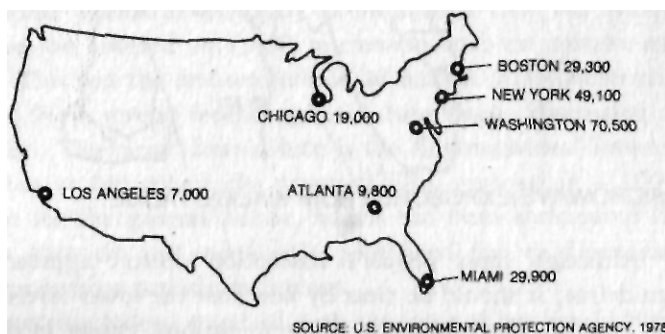 BOSTON 29,300
NEW YORK 49,100
CHICAGO 19,000
WASHINGTON 70,500
LOS ANGELES 7,000
ATLANTA 9,800
MIAMI 29,900
SOURCE: U.S. ENVIRONMENTAL PROTECTION AGENCY,